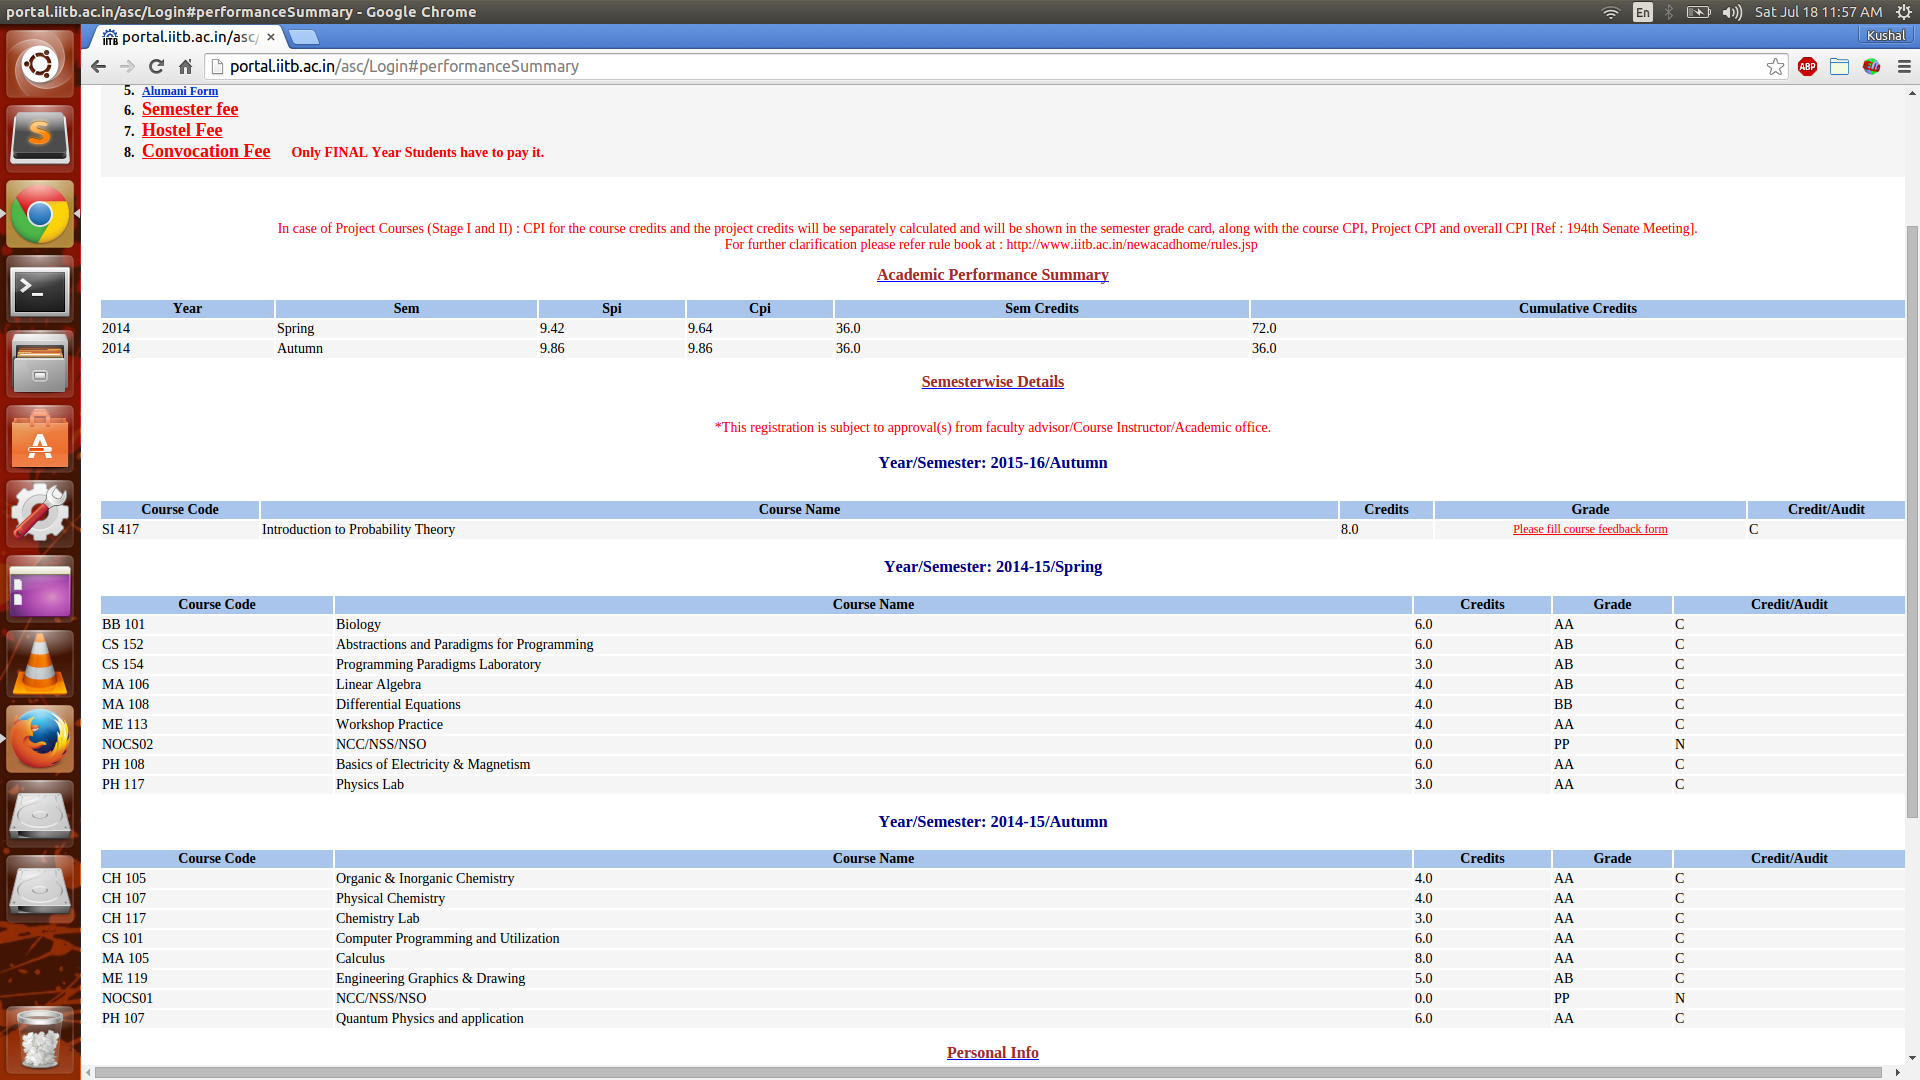 portal.iitb.ac.in/asc/Login#performanceSummary - Google Chrome
En
Sat Jul 18 11:57 AM
portal.iitb.ac.in/asc/
Kushal
portal.iitb.ac.in/asc/Login#performanceSummary
ABP
5. Alumani Form
6. Semester fee
7. Hostel Fee
8. Convocation Fee Only FINAL Year Students have to pay it.
In case of Project Courses (Stage I and II) : CPI for the course credits and the project credits will be separately calculated and will be shown in the semester grade card, along with the course CPI, Project CPI and overall CPI [Ref : 194th Senate Meeting].
For further clarification please refer rule book at : http://www.iitb.ac.in/newacadhome/rules.jsp
Academic Performance Summary
Year Sem Spi Cpi Sem Credits Cumulative Credits
2014 Spring 9.42 9.64 36.0 72.0
2014 Autumn 9.86 9.86 36.0 36.0
Semesterwise Details
*This registration is subject to approval(s) from faculty advisor/Course Instructor/Academic office.
Year/Semester: 2015-16/Autumn
Course Code Course Name Credits Grade Credit/Audit
SI 417 Introduction to Probability Theory 8.0 Please fill course feedback form C
Year/Semester: 2014-15/Spring
Course Code Course Name Credits Grade Credit/Audit
BB 101 Biology 6.0 AA C
CS 152 Abstractions and Paradigms for Programming 6.0 AB C
CS 154 Programming Paradigms Laboratory 3.0 AB C
MA 106 Linear Algebra 4.0 AB C
MA 108 Differential Equations 4.0 BB C
ME 113 Workshop Practice 4.0 AA C
NOCS02 NCC/NSS/NSO 0.0 PP N
PH 108 Basics of Electricity & Magnetism 6.0 AA C
PH 117 Physics Lab 3.0 AA C
Year/Semester: 2014-15/Autumn
Course Code Course Name Credits Grade Credit/Audit
CH 105 Organic & Inorganic Chemistry 4.0 AA C
CH 107 Physical Chemistry 4.0 AA C
CH 117 Chemistry Lab 3.0 AA C
CS 101 Computer Programming and Utilization 6.0 AA C
MA 105 Calculus 8.0 AA C
ME 119 Engineering Graphics & Drawing 5.0 AB C
NOCS01 NCC/NSS/NSO 0.0 PP N
PH 107 Quantum Physics and application 6.0 AA C
Personal Info